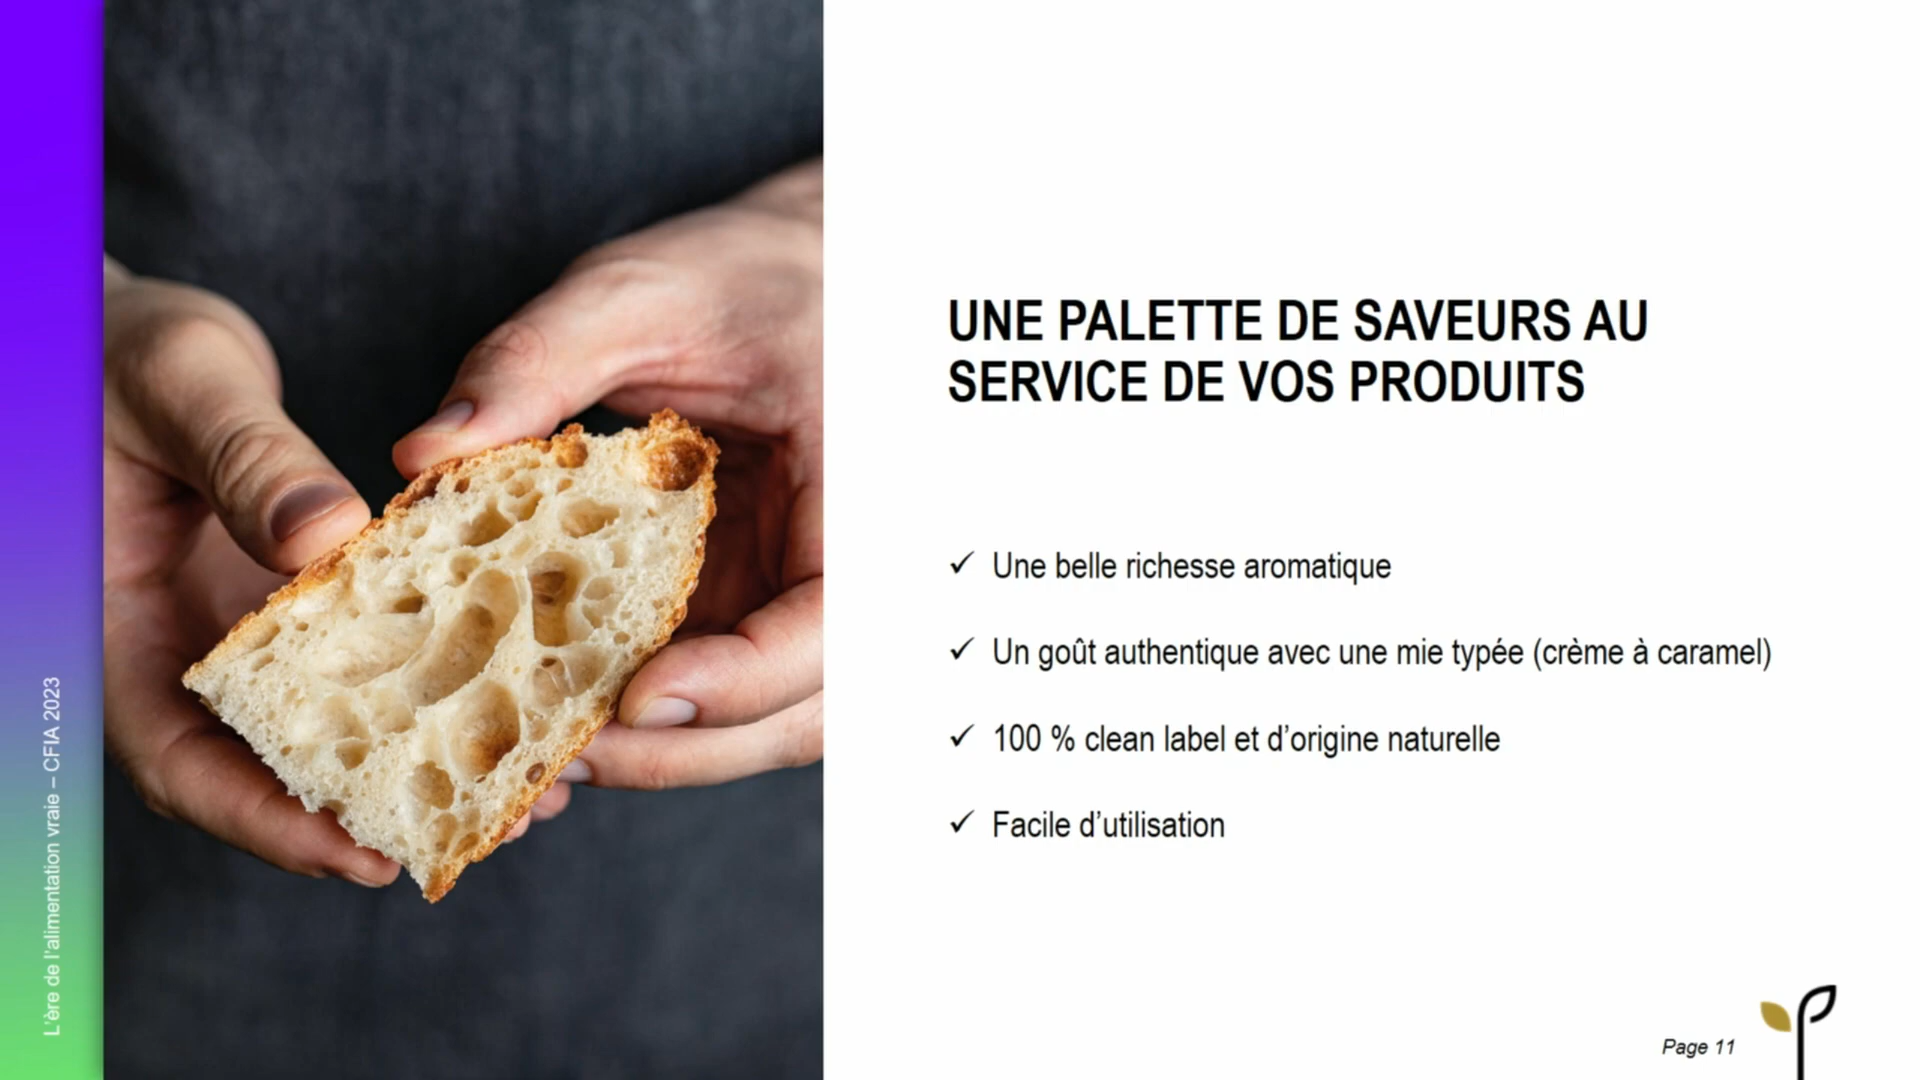 L'ère de l'alimentation vraie – CFIA 2023
UNE PALETTE DE SAVEURS AU
SERVICE DE VOS PRODUITS
✓ Une belle richesse aromatique
✓ Un goût authentique avec une mie typée (crème à caramel)
✓ 100 % clean label et d’origine naturelle
✓ Facile d’utilisation
Page 11